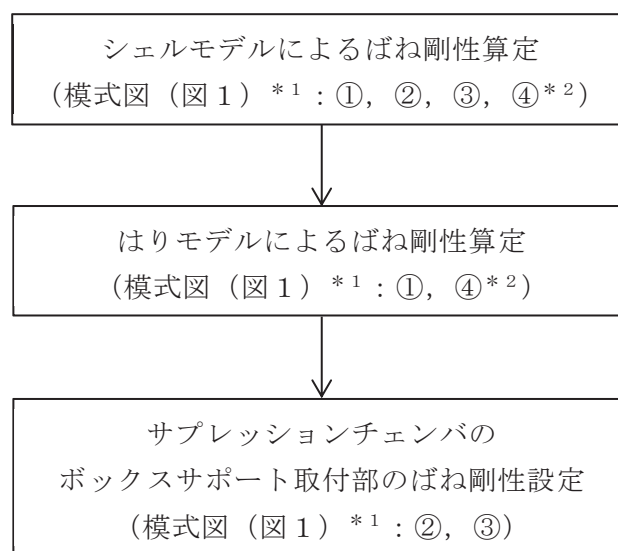 シェルモデルによるばね剛性算定
(模式図(図1)*1:①,②,③,④*2)
はりモデルによるばね剛性算定
(模式図(図1)*1:①,④*2)
サプレッションチェンバの
ボックスサポート取付部のばね剛性設定
(模式図(図1)*1:②,③)